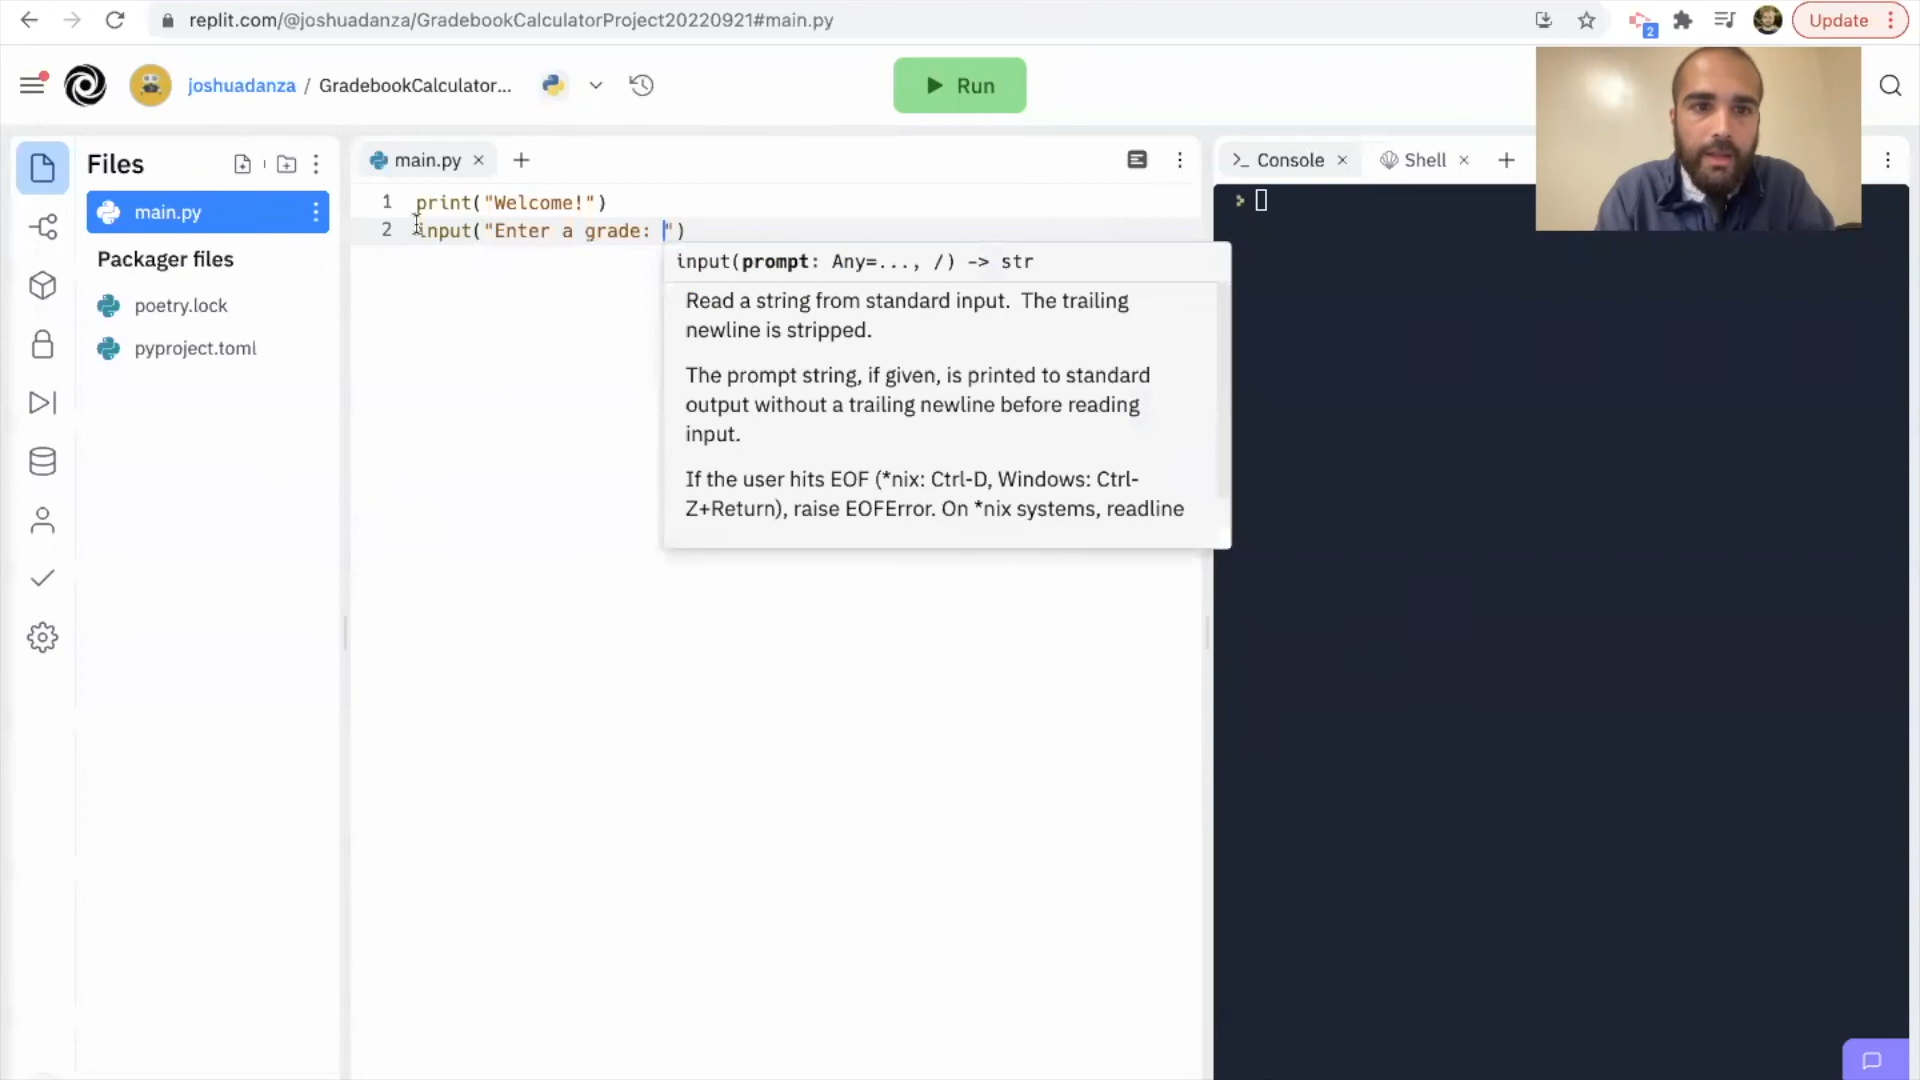 replit.com/@joshuadanza/GradebookCalculatorProject20220921#main.py
2
Update
joshuadanza / GradebookCalculator...
Run
Files
main.py
Packager files
poetry.lock
pyproject.toml
main.py
1 print("Welcome!")
2 input("Enter a grade: ")
input(prompt: Any=..., /) -> str
Read a string from standard input. The trailing
newline is stripped.
The prompt string, if given, is printed to standard
output without a trailing newline before reading
input.
If the user hits EOF (*nix: Ctrl-D, Windows: Ctrl-
Z+Return), raise EOFError. On *nix systems, readline
Console
Shell